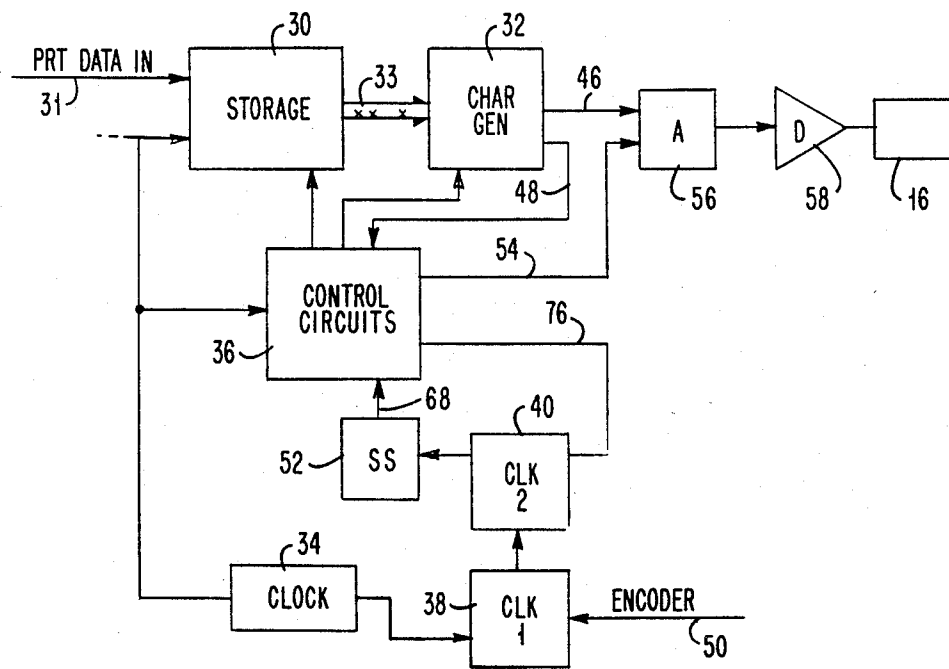 30
32
PRT DATA IN
31
33
46
STORAGE
CHAR
GEN
A
D
48
56
58
16
54
CONTROL
CIRCUITS
76
36
68
40
52
SS
CLK
2
34
CLOCK
38
CLK
1
ENCODER
50